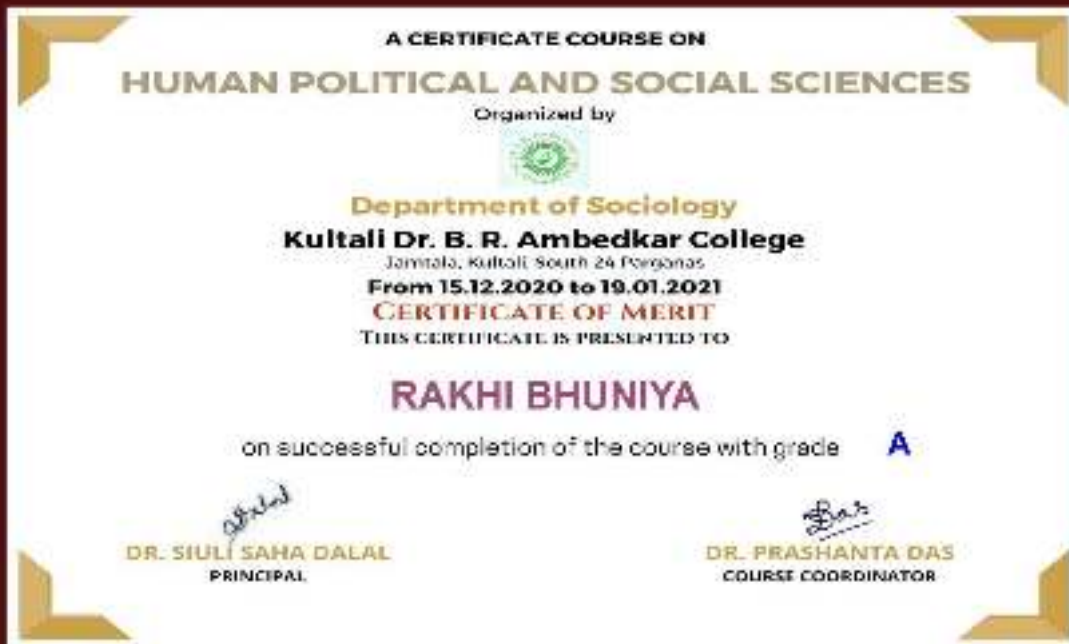 A CERTIFICATE COURSE ON
HUMAN POLITICAL AND SOCIAL SCIENCES
Organized by
Department of Sociology
Kultali Dr. B. R. Ambedkar College
Jamtala, Kultali, South 24 Parganas
From 15.12.2020 to 19.01.2021
CERTIFICATE OF MERIT
THIS CERTIFICATE IS PRESENTED TO
RAKHI BHUNIYA
on successful completion of the course with grade A
Das
DR. SIULI SAHA DALAL
DR. PRASHANTA DAS
PRINCIPAL
COURSE COORDINATOR